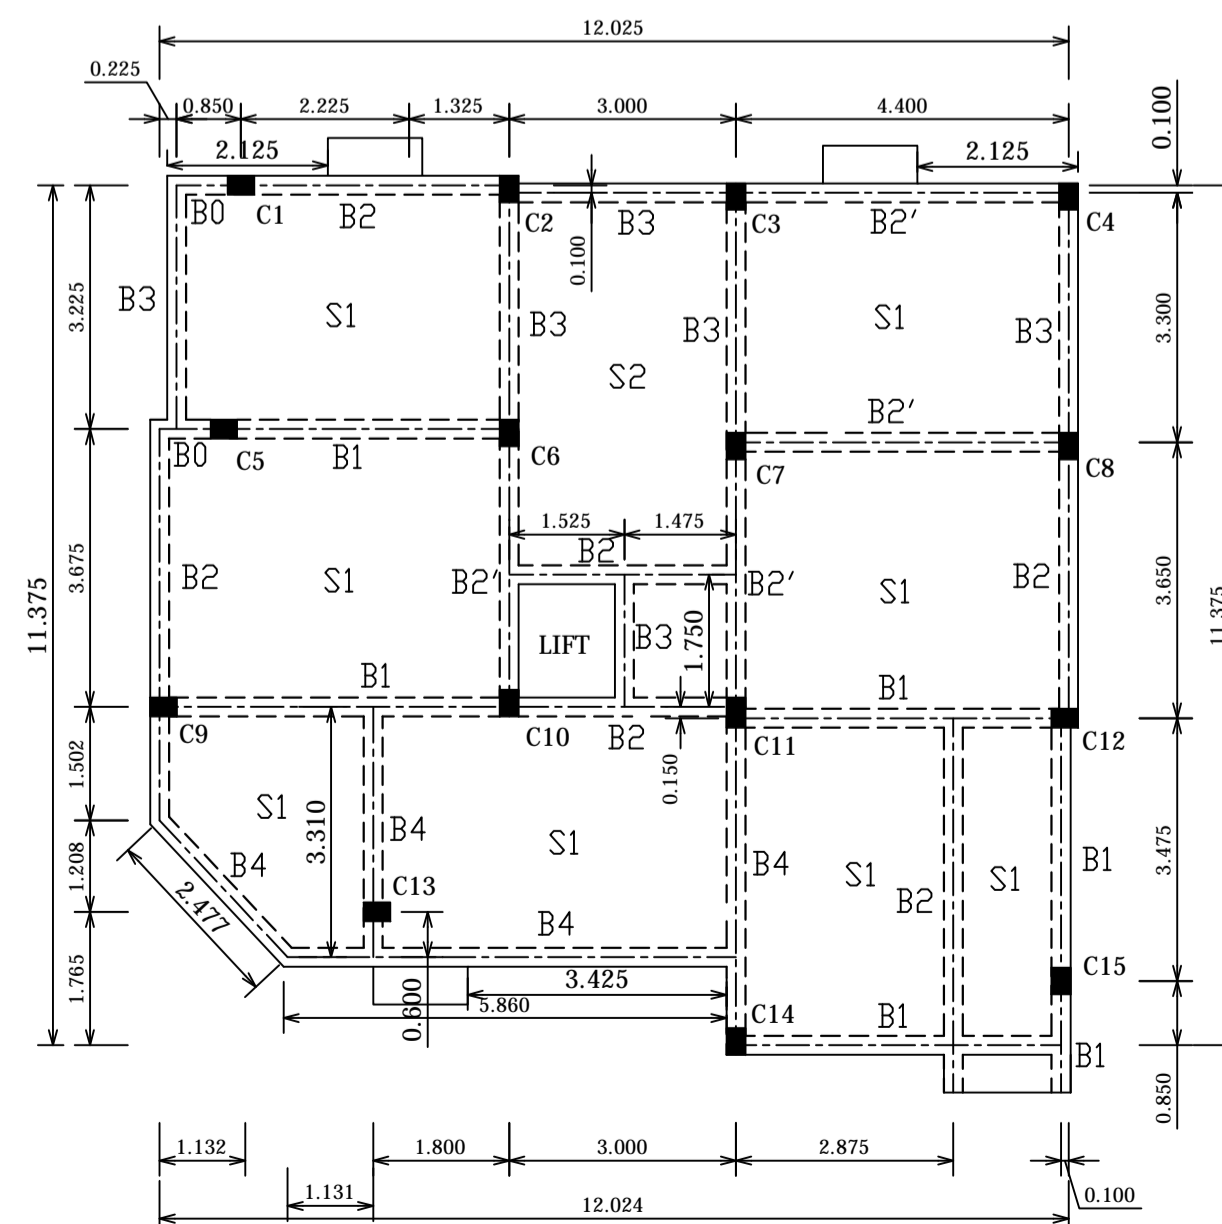 12.025
0.225
0.850
2.225
1.325
3.000
4.400
0.100
2.125
2.125
B0
C1
B2
C2
B3
C3
B2'
C4
0.100
B3
3.225
S1
B3
B3
S1
B3
3.300
S2
B2'
B0
C5
B1
C6
C7
C8
1.525
1.475
B2
11.375
3.675
B2
S1
B2'
B2'
S1
B2
3.650
11.375
LIFT
B3
1.750
B1
B1
C9
C10
B2
C11
C12
0.150
1.502
S1
3.310
B4
S1
B4
S1
B2
S1
B1
3.475
1.208
B4
2.477
C13
B4
1.765
C15
3.425
5.860
0.600
C14
B1
B1
0.850
1.132
1.800
3.000
2.875
1.131
0.100
12.024